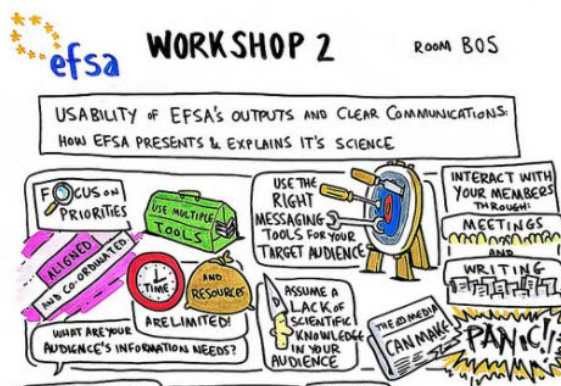 efsa
WORKSHOP 2
ROOM B05
USABILITY OF EFSA'S OUTPUTS AND CLEAR COMMUNICATIONS:
HOW EFSA PRESENTS & EXPLAINS IT'S SCIENCE
FOCUS ON
PRIORITIES
ALIGNED
AND CO-ORDINATED
USE MULTIPLE
TOOLS
TIME
AND
RESOURCES
ARE LIMITED!
WHAT ARE YOUR
AUDIENCE'S INFORMATION NEEDS?
USE THE
RIGHT
MESSAGING
TOOLS FOR YOUR
TARGET AUDIENCE
ASSUME A
LACK OF
SCIENTIFIC
KNOWLEDGE
IN YOUR
AUDIENCE
INTERACT WITH
YOUR MEMBERS
THROUGH:
MEETINGS
AND
WRITING
THE MEDIA
CAN MAKE
PANIC!!